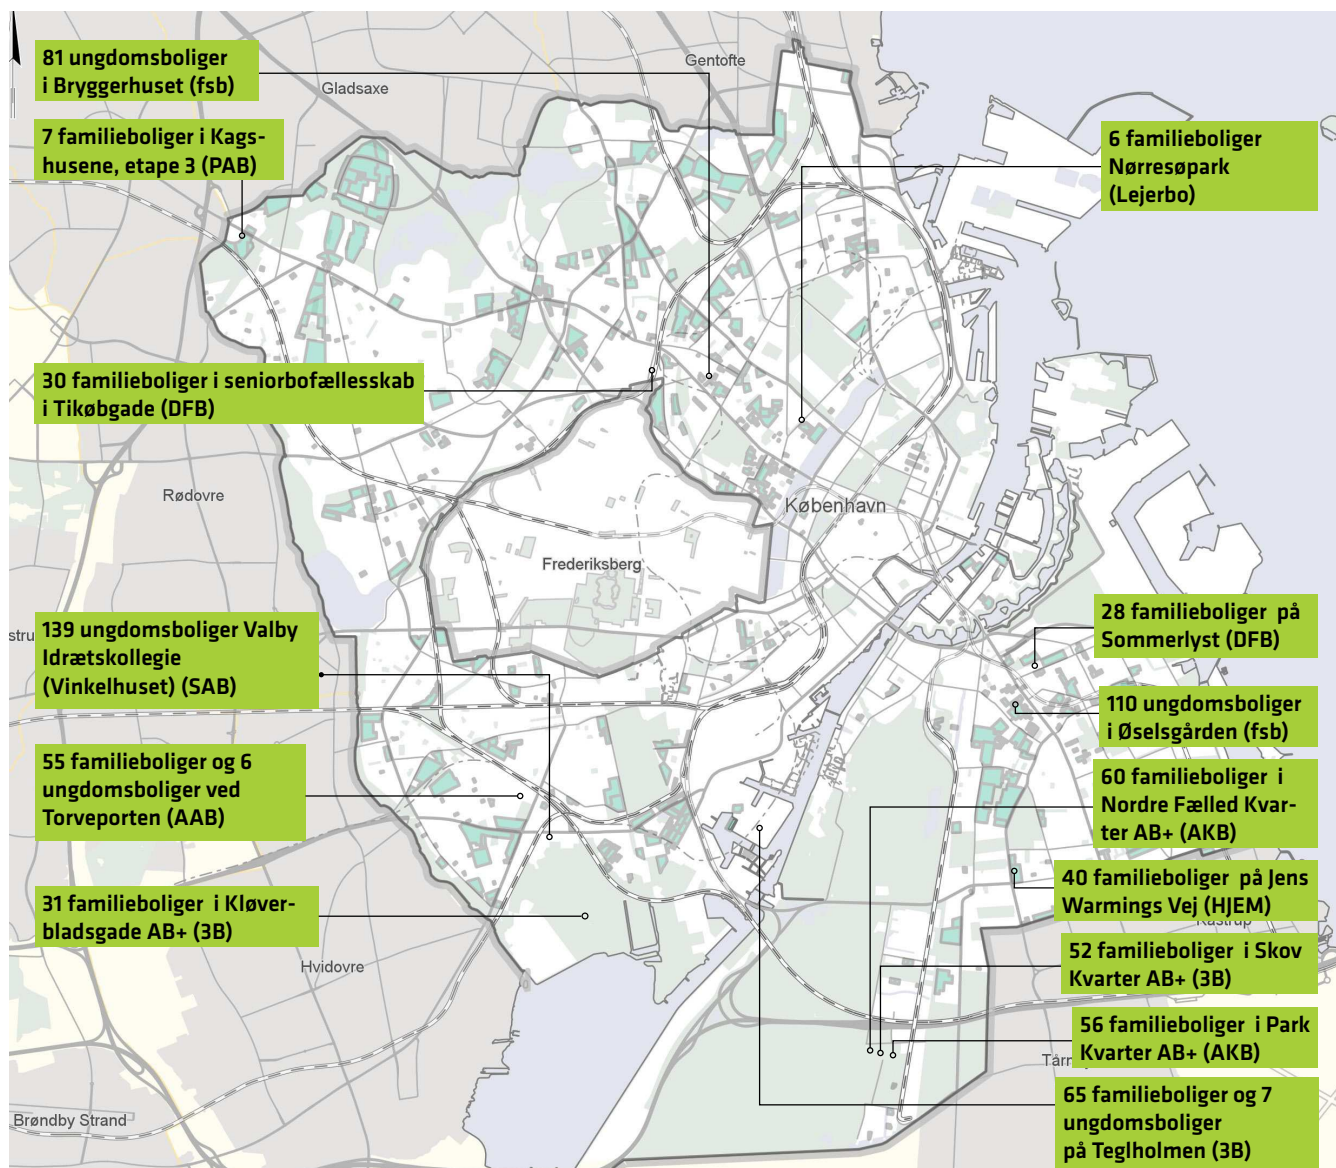 81 ungdomsboliger
i Bryggerhuset (fsb)
Gentofte
Gladsaxe
7 familieboliger i Kags-
husene, etape 3 (PAB)
6 familieboliger
Nørresøpark
(Lejerbo)
30 familieboliger i seniorbofællesskab
i Tikøbgade (DFB)
Rødovre
København
Frederiksberg
139 ungdomsboliger Valby
Idrætskollegie
(Vinkelhuset) (SAB)
28 familieboliger på
Sommerlyst (DFB)
110 ungdomsboliger
i Øselsgården (fsb)
55 familieboliger og 6
ungdomsboliger ved
Torveporten (AAB)
60 familieboliger i
Nordre Fælled Kvar-
ter AB+ (AKB)
40 familieboliger på Jens
Warmings Vej (HJEM)
Kastrup
31 familieboliger i Kløver-
bladsgade AB+ (3B)
Hvidovre
52 familieboliger i Skov
Kvarter AB+ (3B)
56 familieboliger i Park
Kvarter AB+ (AKB)
65 familieboliger og 7
ungdomsboliger
på Teglholmen (3B)
Brøndby Strand